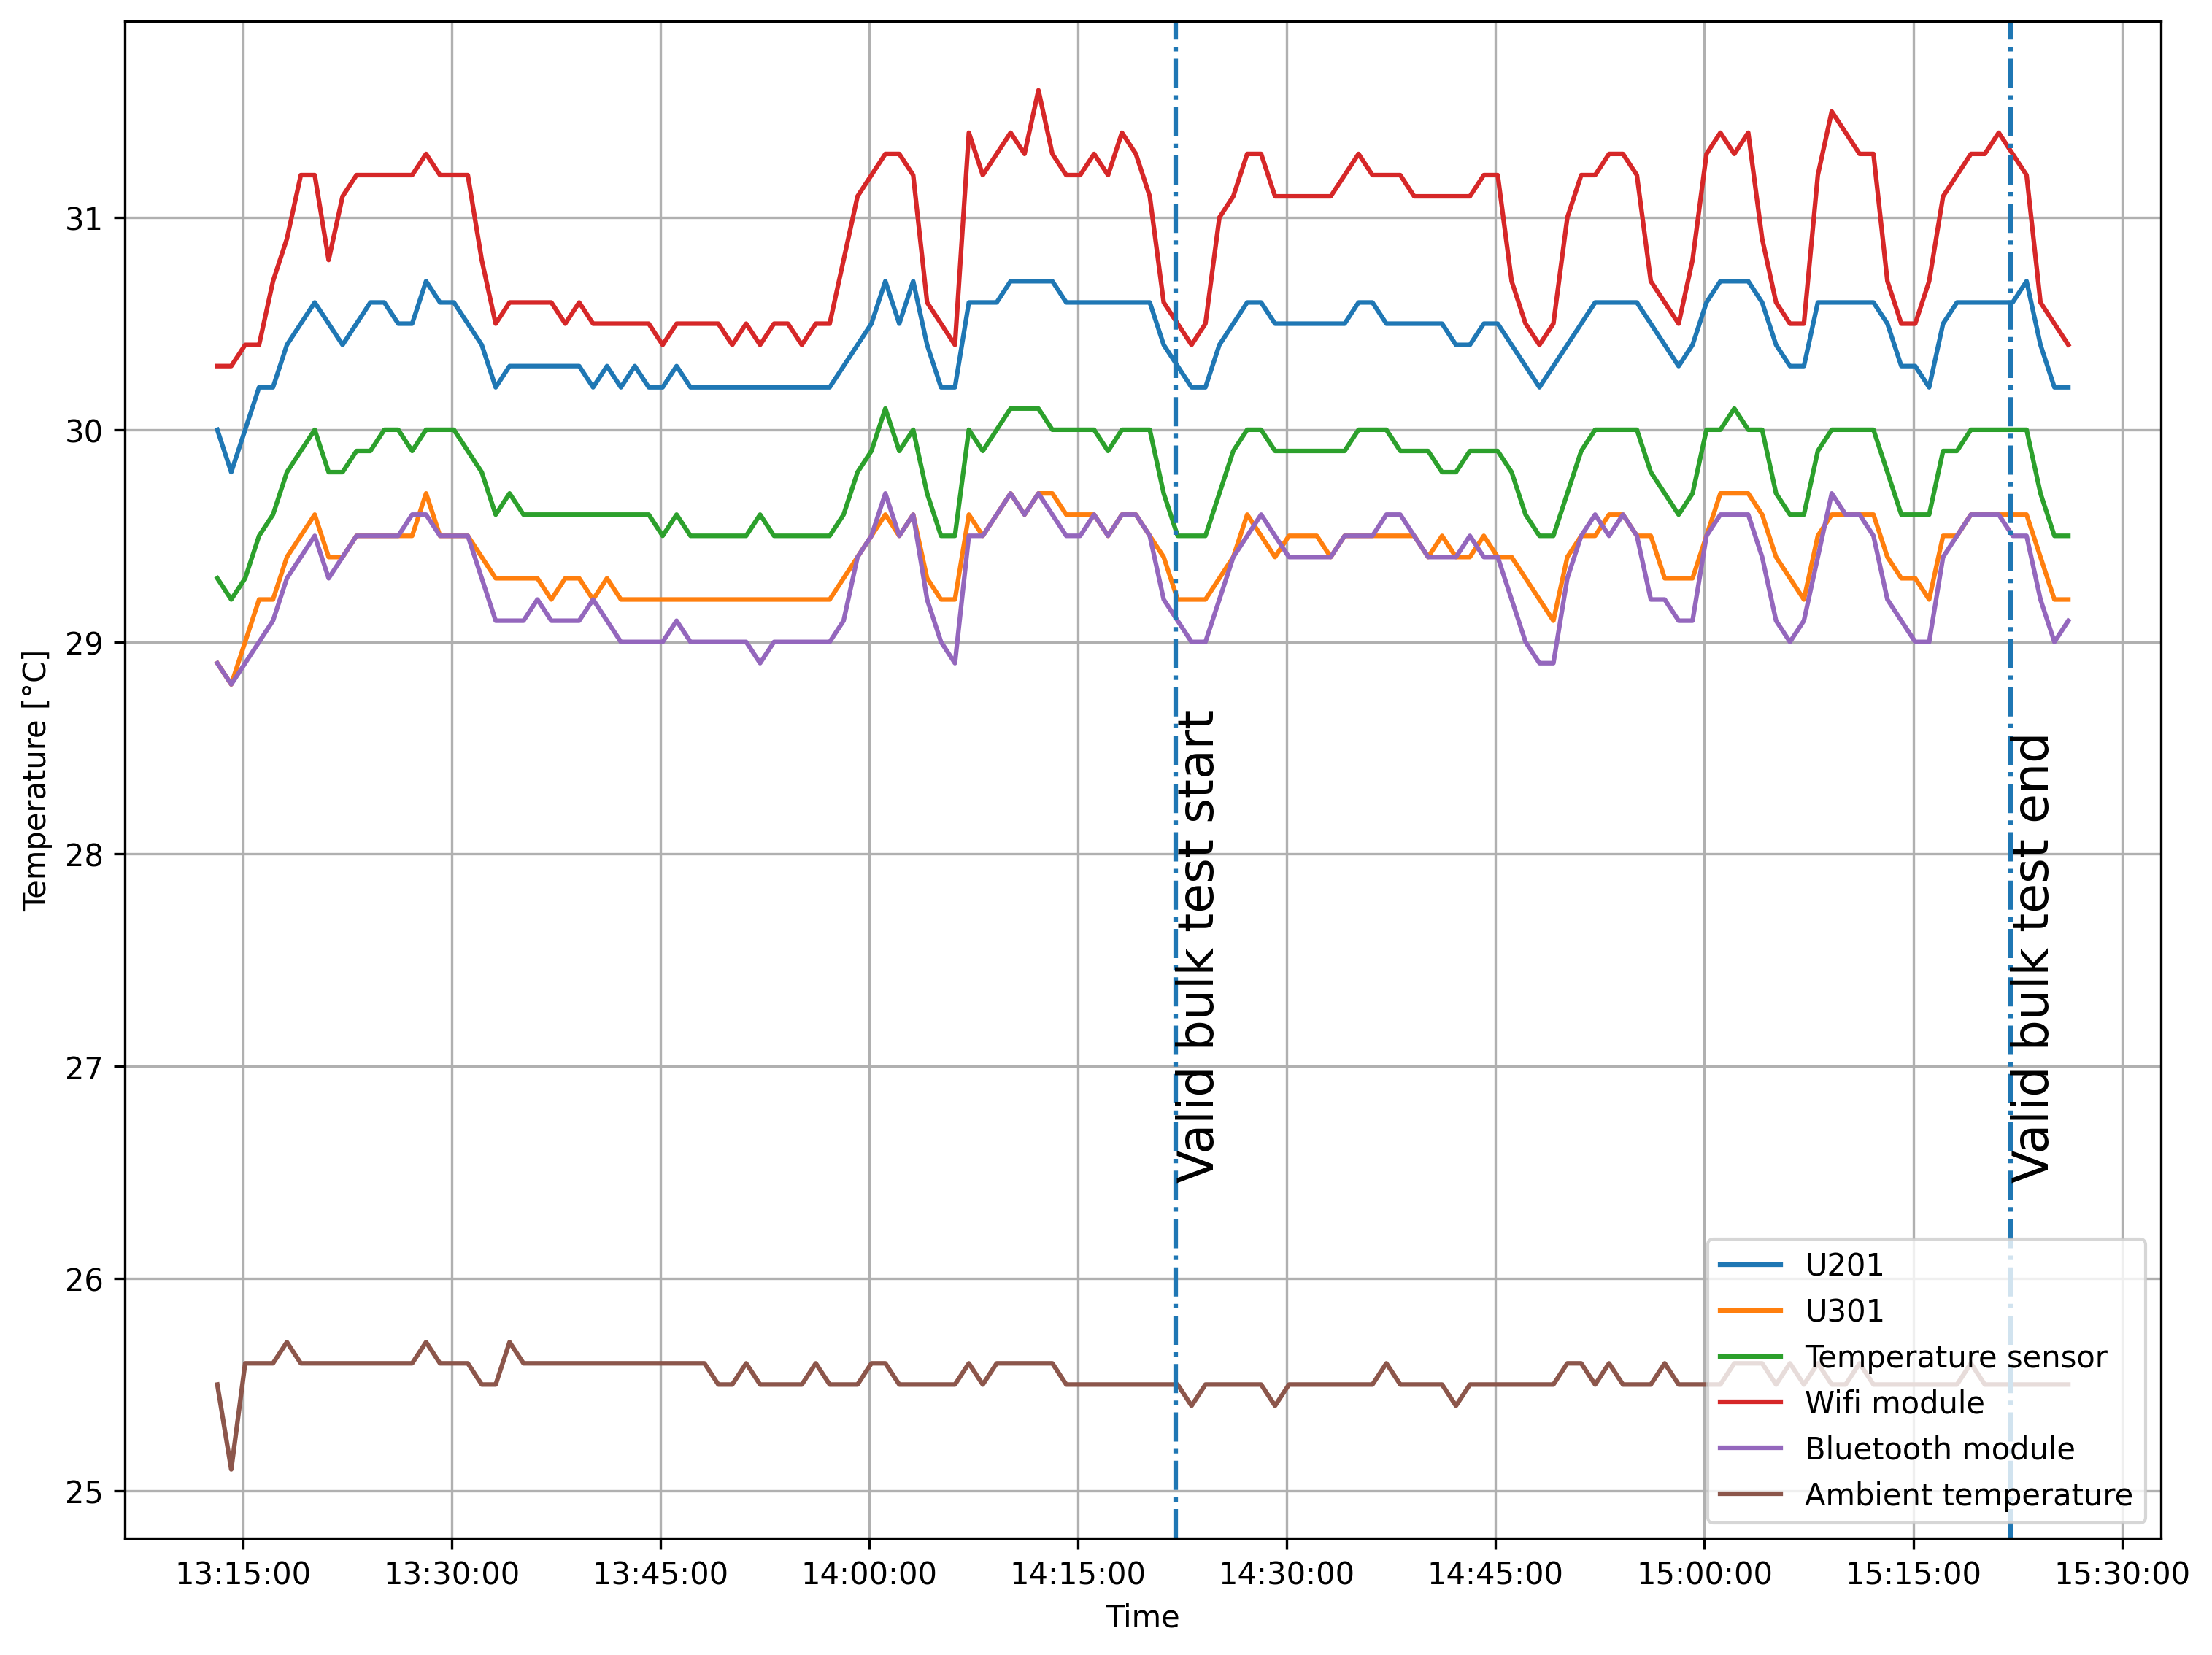 31
30
29
28
27
26
25
Temperature [°C]
Valid bulk test start
Valid bulk test end
U201
U301
Temperature sensor
Wifi module
Bluetooth module
Ambient temperature
13:15:00 13:30:00 13:45:00 14:00:00 14:15:00 14:30:00 14:45:00 15:00:00 15:15:00 15:30:00
Time